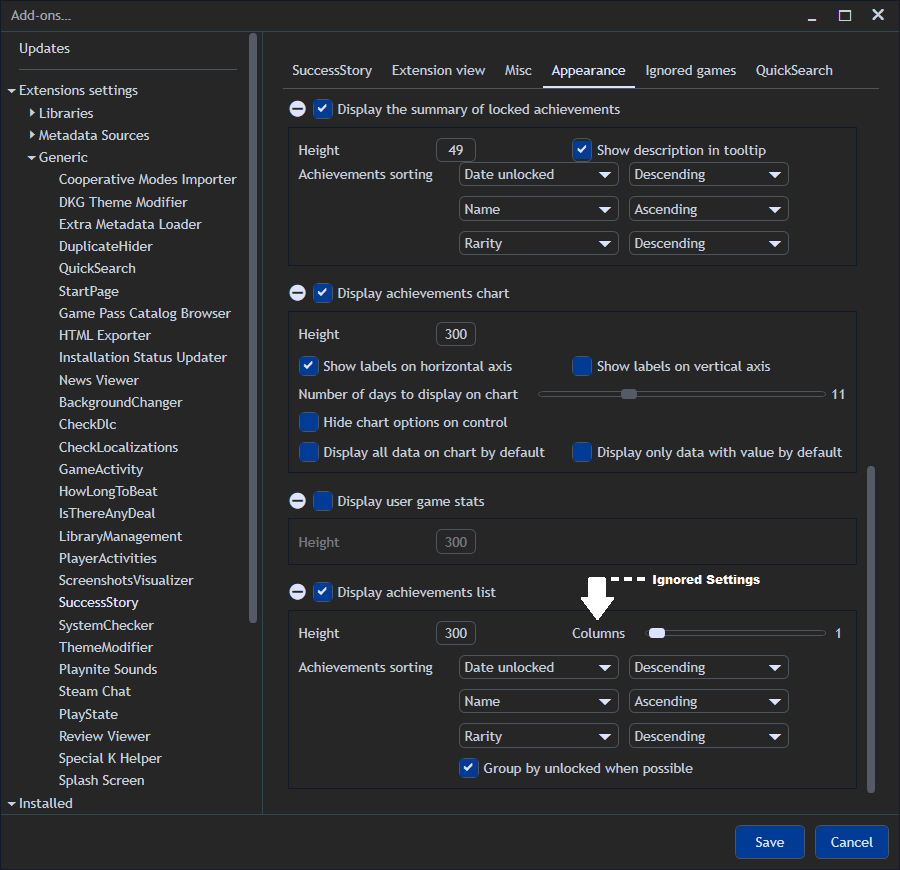 Add-ons...
Updates
Extensions settings
Libraries
Metadata Sources
Generic
Cooperative Modes Importer
DKG Theme Modifier
Extra Metadata Loader
DuplicateHider
QuickSearch
StartPage
Game Pass Catalog Browser
HTML Exporter
Installation Status Updater
News Viewer
BackgroundChanger
CheckDlc
CheckLocalizations
GameActivity
HowLongToBeat
IsThereAnyDeal
LibraryManagement
PlayerActivities
ScreenshotsVisualizer
SuccessStory
SystemChecker
ThemeModifier
Playnite Sounds
Steam Chat
PlayState
Review Viewer
Special K Helper
Splash Screen
Installed
SuccessStory Extension view Misc Appearance Ignored games QuickSearch
Display the summary of locked achievements
Height 49 Show description in tooltip
Achievements sorting Date unlocked Descending
Name Ascending
Rarity Descending
Display achievements chart
Height 300
Show labels on horizontal axis Show labels on vertical axis
Number of days to display on chart 11
Hide chart options on control
Display all data on chart by default Display only data with value by default
Display user game stats
Height 300
Ignored Settings
Display achievements list
Height 300 Columns 1
Achievements sorting Date unlocked Descending
Name Ascending
Rarity Descending
Group by unlocked when possible
Save Cancel